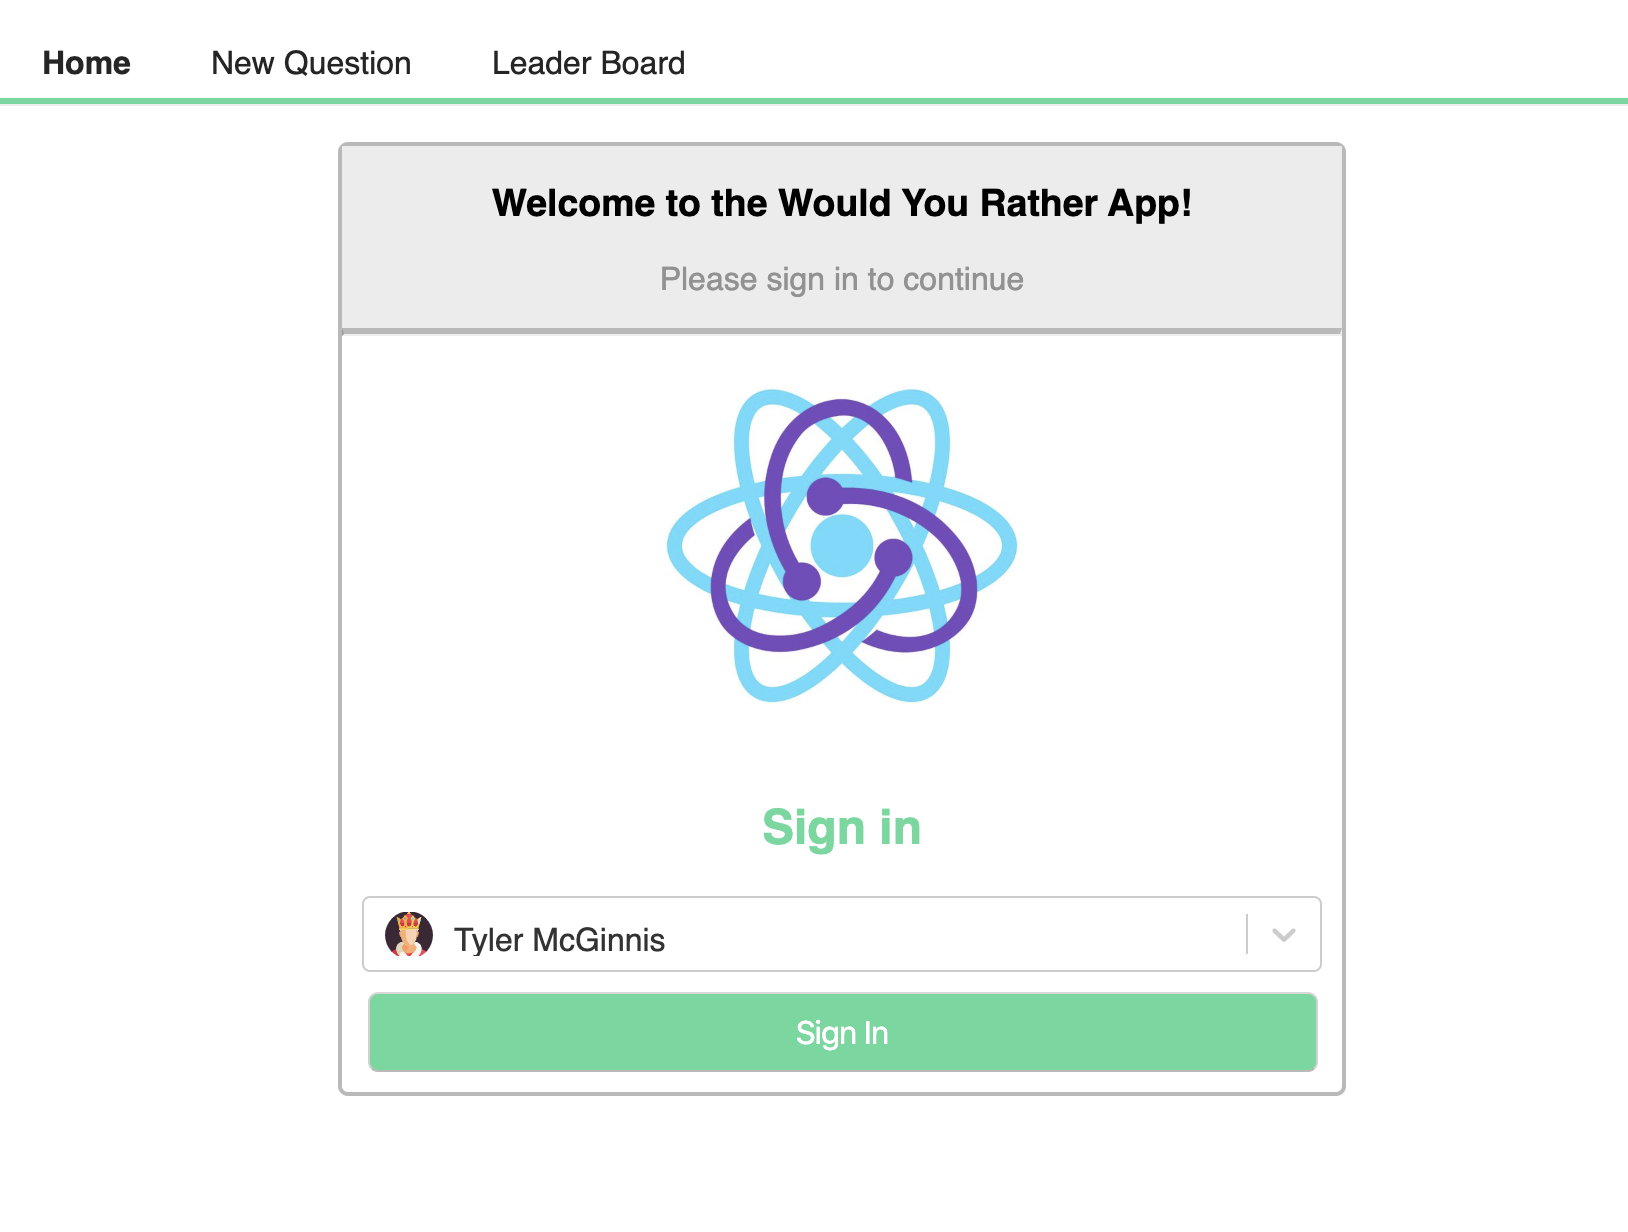 Home New Question Leader Board
Welcome to the Would You Rather App!
Please sign in to continue
Sign in
Tyler McGinnis
Sign In